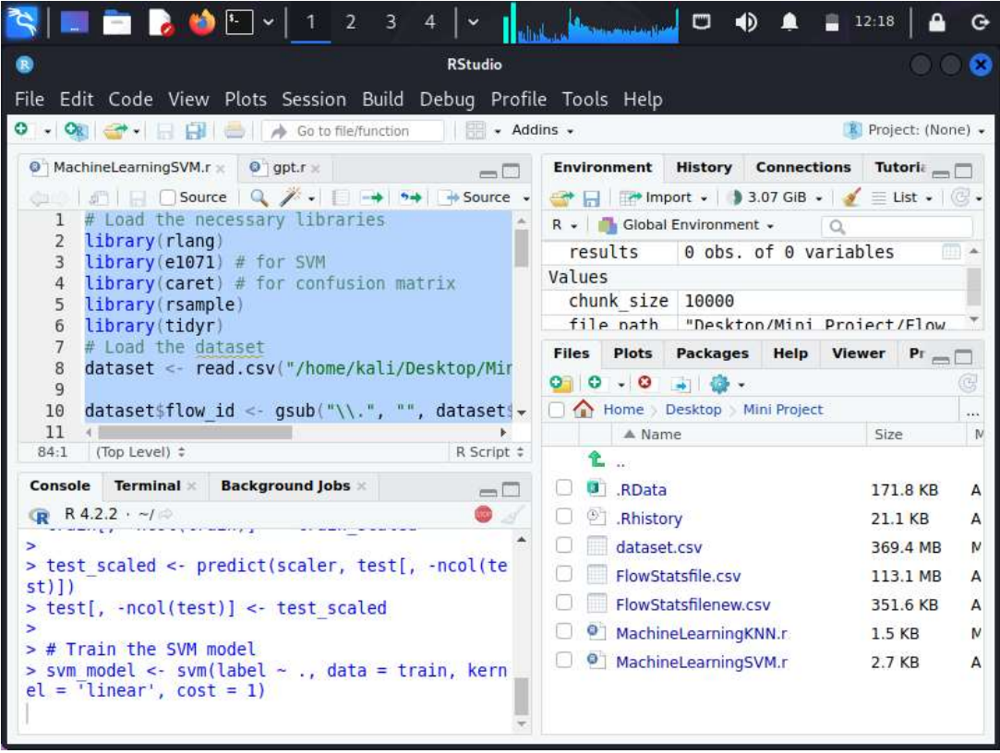 1 2 3 4 12:18
RStudio
File Edit Code View Plots Session Build Debug Profile Tools Help
Go to file/function Addins Project: (None)
MachineLearningSVM.r gpt.r
Source Source
1 # Load the necessary libraries
2 library(rlang)
3 library(e1071) # for SVM
4 library(caret) # for confusion matrix
5 library(rsample)
6 library(tidyr)
7 # Load the dataset
8 dataset <- read.csv("/home/kali/Desktop/Mir
9
10 dataset$flow_id <- gsub("\\.", "", dataset$
11
84:1 (Top Level) R Script
Console Terminal Background Jobs
R 4.2.2 · ~/
>
> test_scaled <- predict(scaler, test[, -ncol(te
st)])
> test[, -ncol(test)] <- test_scaled
>
> # Train the SVM model
> svm_model <- svm(label ~ ., data = train, kern
el = 'linear', cost = 1)
Environment History Connections Tutoria
Import 3.07 GiB List
R Global Environment
results 0 obs. of 0 variables
Values
chunk_size 10000
file_path "Desktop/Mini Project/Flow
Files Plots Packages Help Viewer Pr
Home Desktop Mini Project ...
Name Size M
..
.RData 171.8 KB A
.Rhistory 21.1 KB A
dataset.csv 369.4 MB M
FlowStatsfile.csv 113.1 MB A
FlowStatsfilenew.csv 351.6 KB A
MachineLearningKNN.r 1.5 KB M
MachineLearningSVM.r 2.7 KB A